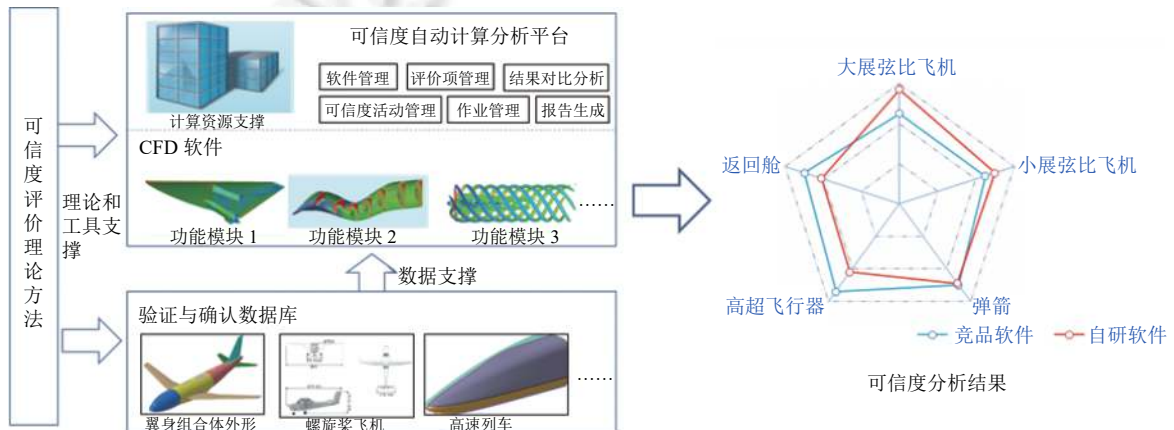 可信度评价理论方法
理论和
工具支
撑
可信度自动计算分析平台
软件管理 评价项管理 结果对比分析
可信度活动管理 作业管理 报告生成
计算资源支撑
CFD 软件
功能模块 1 功能模块 2 功能模块 3 ……
数据支撑
验证与确认数据库
……
翼身组合体外形 螺旋桨飞机 高速列车
大展弦比飞机
返回舱 小展弦比飞机
高超飞行器 弹箭
竞品软件 自研软件
可信度分析结果